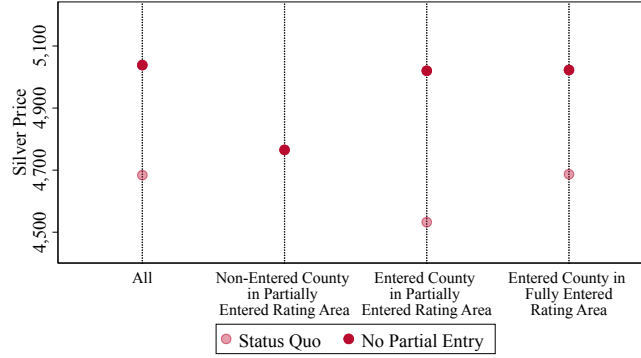 5,100
4,900
4,700
4,500
Silver Price
All
Non-Entered County
in Partially
Entered Rating Area
Entered County
in Partially
Entered Rating Area
Entered County in
Fully Entered
Rating Area
Status Quo
No Partial Entry